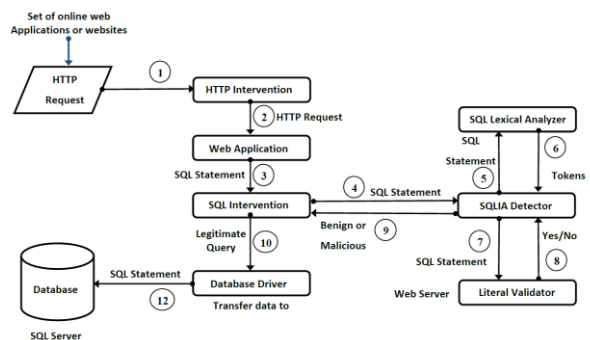 Set of online web
Applications or websites
HTTP
Request
1
HTTP Intervention
2
HTTP Request
Web Application
SQL Statement
3
SQL Intervention
4
SQL Statement
SQL Lexical Analyzer
SQL
Statement
5
6
Tokens
SQLIA Detector
Benign or
Malicious
9
7
SQL Statement
Yes/No
8
Web Server
Literal Validator
Legitimate
Query
10
Database Driver
Transfer data to
SQL Statement
12
Database
SQL Server